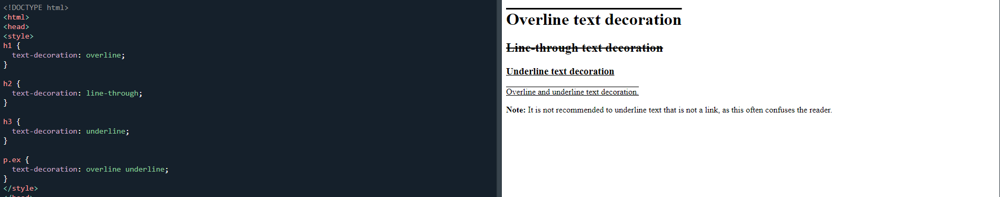 <!DOCTYPE html>
<html>
<head>
<style>
h1 {
  text-decoration: overline;
}
h2 {
  text-decoration: line-through;
}
h3 {
  text-decoration: underline;
}
p.ex {
  text-decoration: overline underline;
}
</style>
</head>
Overline text decoration
Line-through text decoration
Underline text decoration
Overline and underline text decoration.
Note: It is not recommended to underline text that is not a link, as this often confuses the reader.